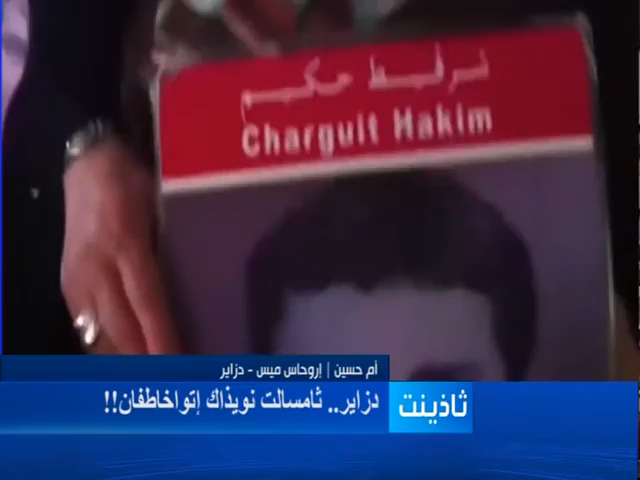 شرقيط حكيم
Charguit Hakim
أم حسين | إروحاس ميس - دزاير
ثاذينت
دزاير.. ثامسالت نويذاك إتواخاطفان!!